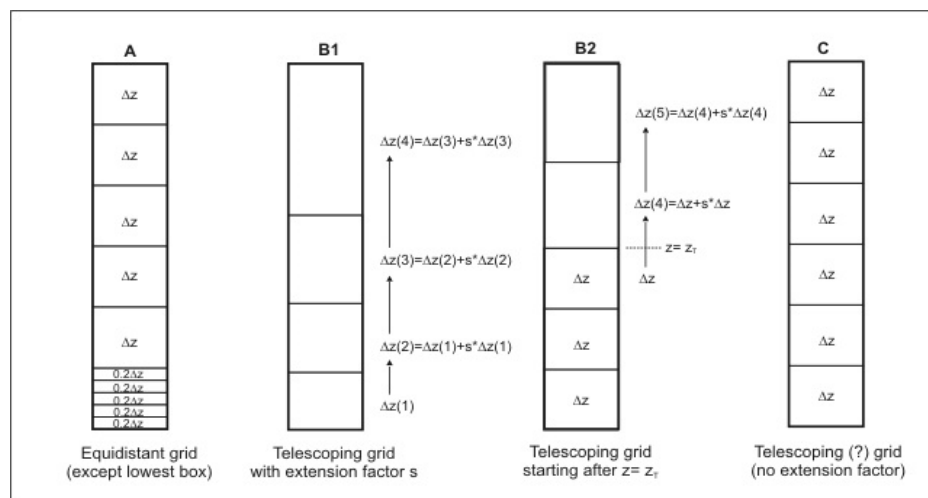 A
Δz
Δz
Δz
Δz
Δz
0.2Δz
0.2Δz
0.2Δz
0.2Δz
0.2Δz
Equidistant grid
(except lowest box)
B1
Δz(4)=Δz(3)+s*Δz(3)
Δz(3)=Δz(2)+s*Δz(2)
Δz(2)=Δz(1)+s*Δz(1)
Δz(1)
Telescoping grid
with extension factor s
B2
Δz(5)=Δz(4)+s*Δz(4)
Δz(4)=Δz+s*Δz
z= zT
Δz
Δz
Δz
Δz
Telescoping grid
starting after z= zT
C
Δz
Δz
Δz
Δz
Δz
Δz
Telescoping (?) grid
(no extension factor)